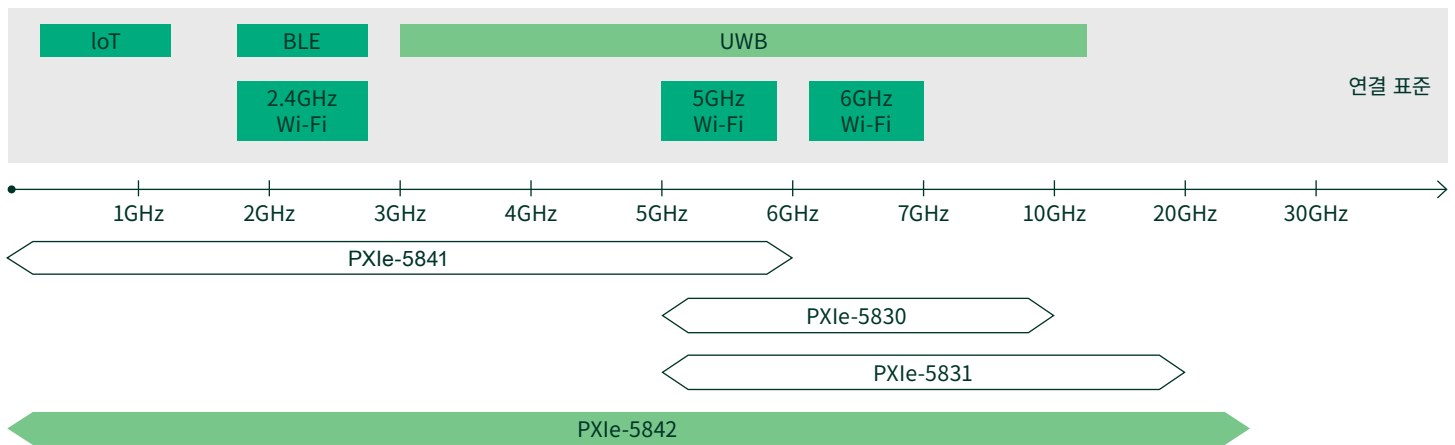 IoT
BLE
UWB
2.4GHz
Wi-Fi
5GHz
Wi-Fi
6GHz
Wi-Fi
연결 표준
1GHz
2GHz
3GHz
4GHz
5GHz
6GHz
7GHz
10GHz
20GHz
30GHz
PXIe-5841
PXIe-5830
PXIe-5831
PXIe-5842